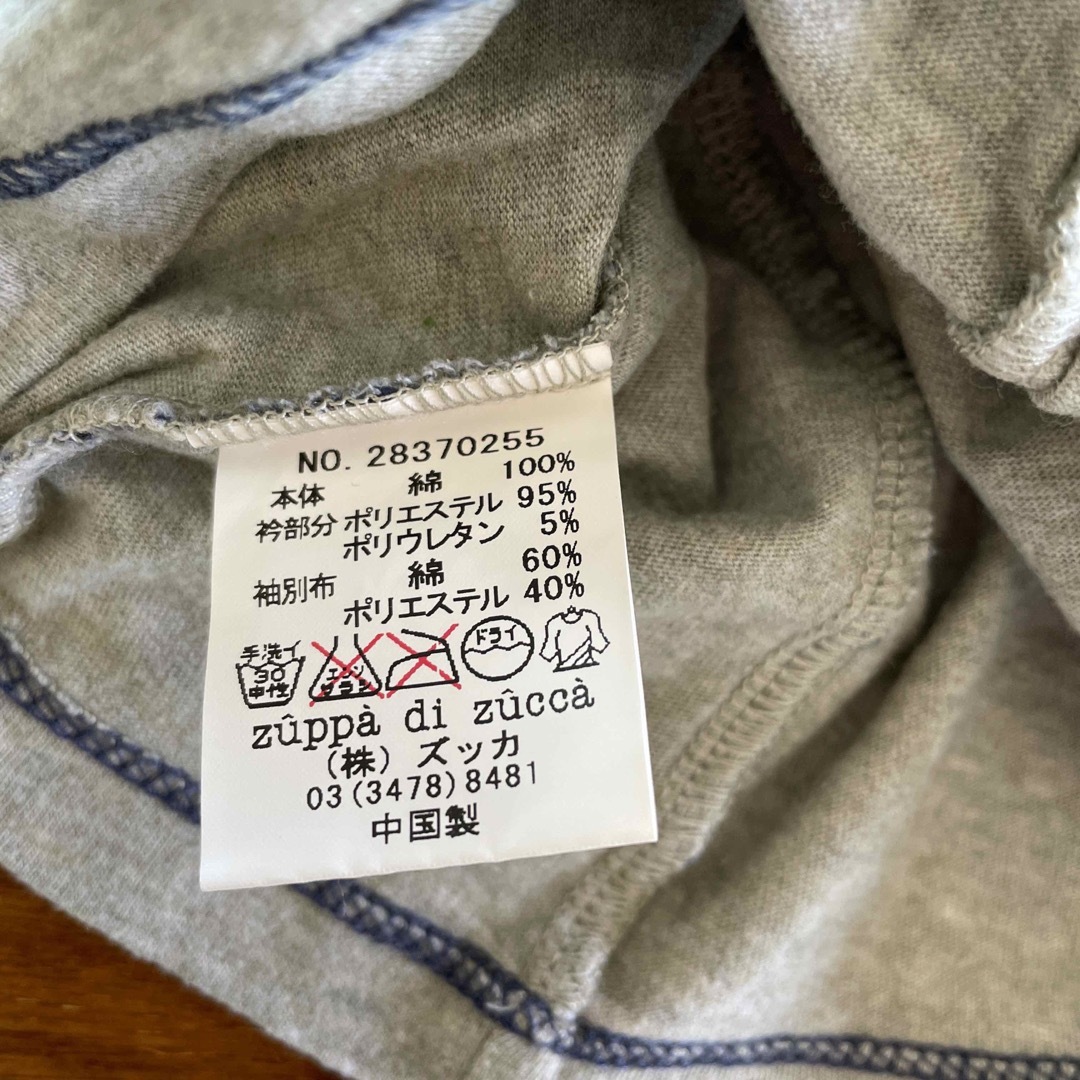 NO. 28370255
本体 綿 100%
衿部分 ポリエステル 95%
ポリウレタン 5%
袖別布 綿 60%
ポリエステル 40%
手洗イ
30
中性
エンソ
サラシ
ドライ
zûppà di zûccà
(株) ズッカ
03(3478)8481
中国製